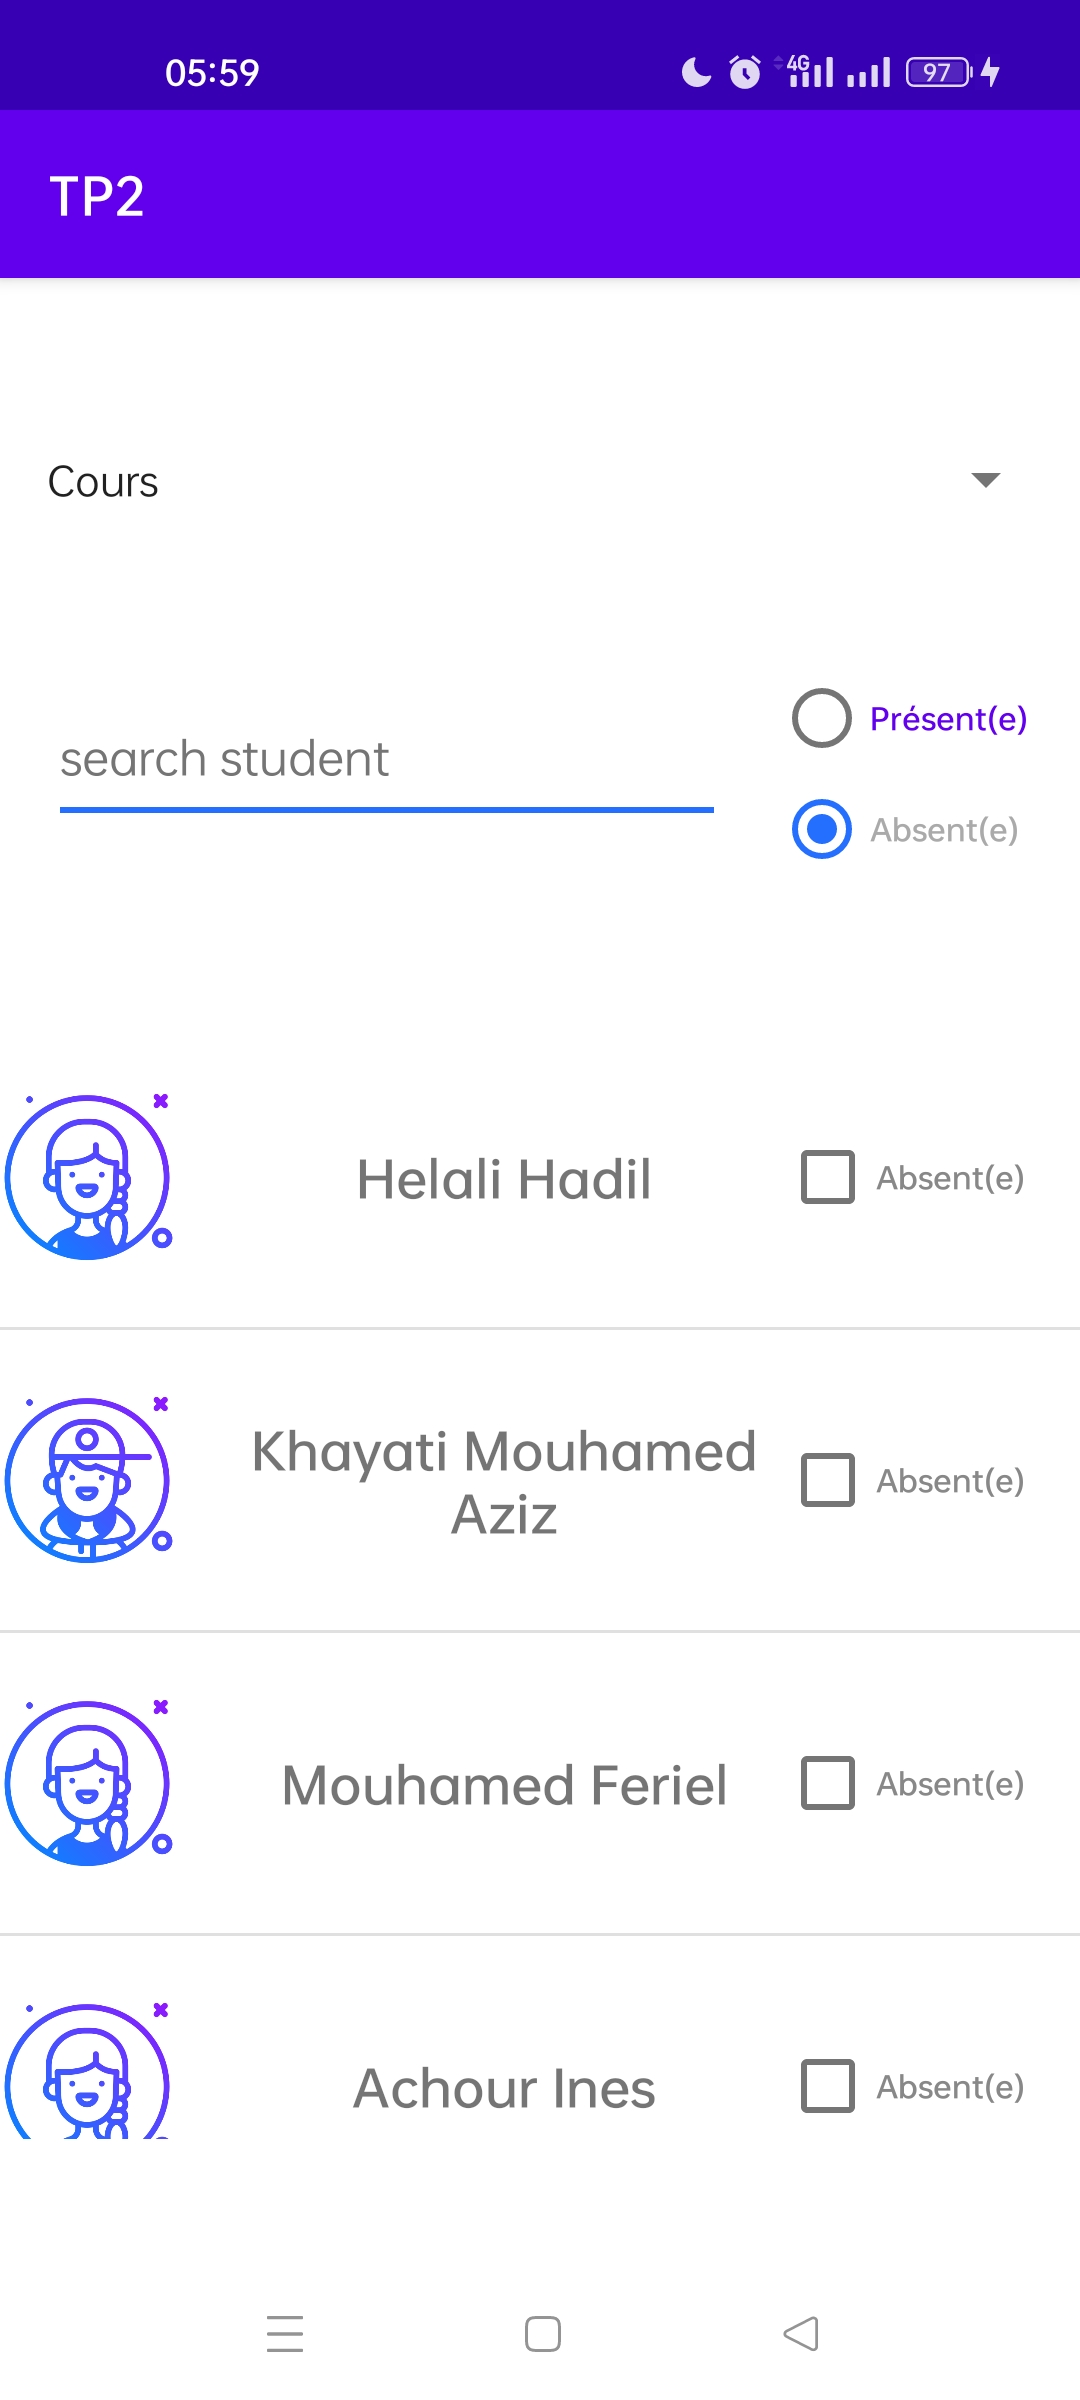 05:59
4G
97
TP2
Cours
search student
Présent(e)
Absent(e)
Helali Hadil
Absent(e)
Khayati Mouhamed
Aziz
Absent(e)
Mouhamed Feriel
Absent(e)
Achour Ines
Absent(e)